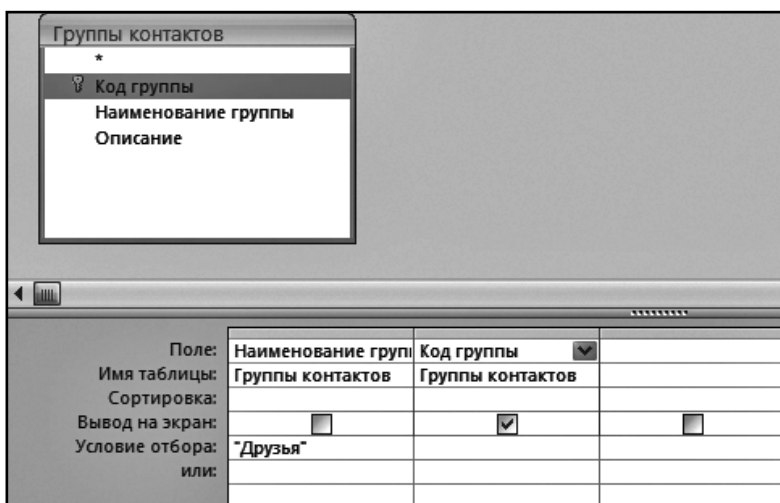 Группы контактов
*
Код группы
Наименование группы
Описание
Поле: Наименование групп Код группы
Имя таблицы: Группы контактов Группы контактов
Сортировка:
Вывод на экран:
Условие отбора: "Друзья"
или: